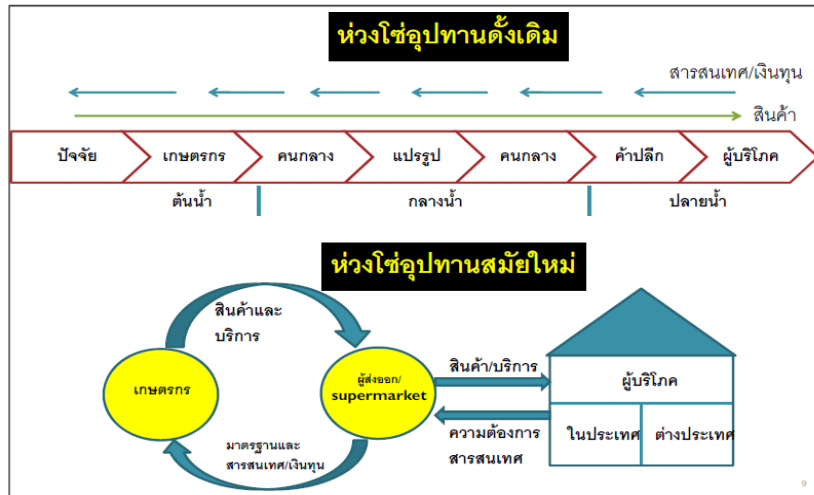 ห่วงโซ่อุปทานดั้งเดิม
สารสนเทศ/เงินทุน
สินค้า
ปัจจัย
เกษตรกร
คนกลาง
แปรรูป
คนกลาง
ค้าปลีก
ผู้บริโภค
ต้นน้ำ
กลางน้ำ
ปลายน้ำ
ห่วงโซ่อุปทานสมัยใหม่
สินค้าและ
บริการ
เกษตรกร
ผู้ส่งออก/
supermarket
มาตรฐานและ
สารสนเทศ/เงินทุน
สินค้า/บริการ
ความต้องการ
สารสนเทศ
ผู้บริโภค
ในประเทศ
ต่างประเทศ
9